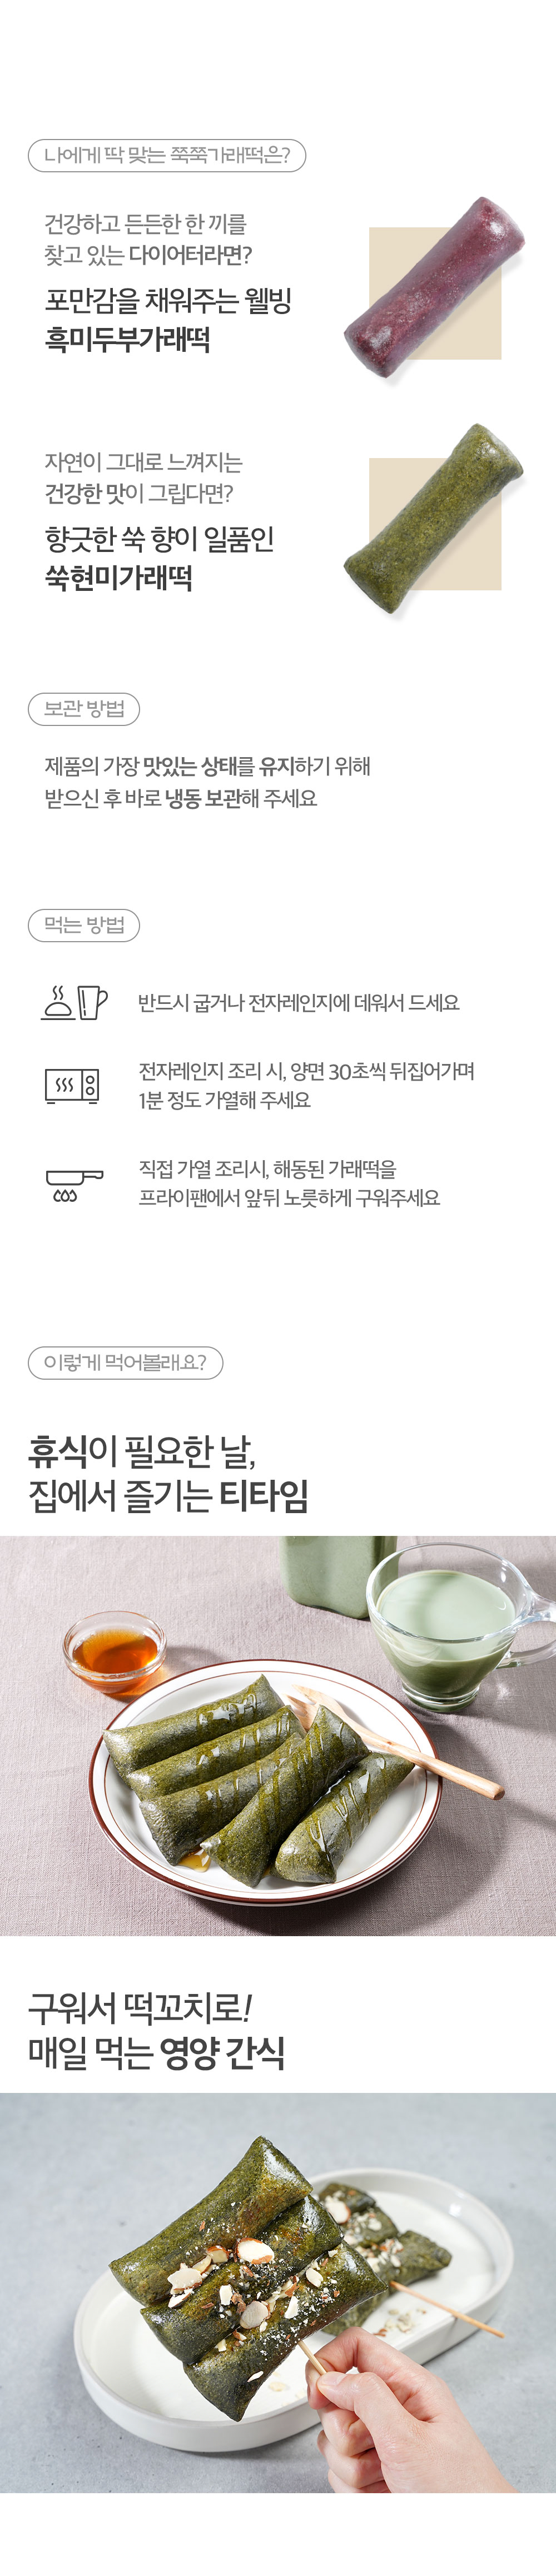 나에게 딱 맞는 쭉쭉가래떡은?
건강하고 든든한 한 끼를
찾고 있는 다이어터라면?
포만감을 채워주는 웰빙
흑미두부가래떡
자연이 그대로 느껴지는
건강한 맛이 그립다면?
향긋한 쑥 향이 일품인
쑥현미가래떡
보관 방법
제품의 가장 맛있는 상태를 유지하기 위해
받으신 후 바로 냉동 보관해 주세요
먹는 방법
반드시 굽거나 전자레인지에 데워서 드세요
전자레인지 조리 시, 양면 30초씩 뒤집어가며
1분 정도 가열해 주세요
직접 가열 조리시, 해동된 가래떡을
프라이팬에서 앞뒤 노릇하게 구워주세요
이렇게 먹어볼래요?
휴식이 필요한 날,
집에서 즐기는 티타임
구워서 떡꼬치로!
매일 먹는 영양 간식